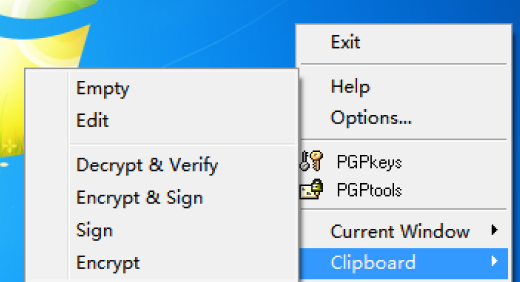 Exit
Help
Options...
PGPkeys
PGPtools
Current Window
Clipboard
Empty
Edit
Decrypt & Verify
Encrypt & Sign
Sign
Encrypt